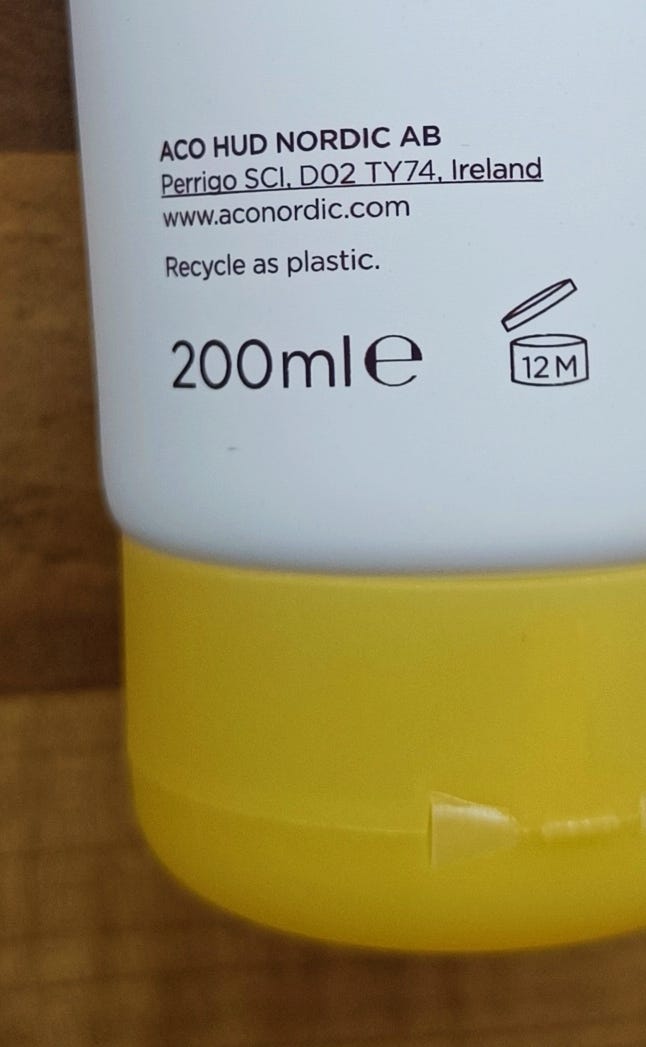 ACO HUD NORDIC AB
Perrigo SCI, D02 TY74, Ireland
www.aconordic.com
Recycle as plastic.
200ml ℮
12M